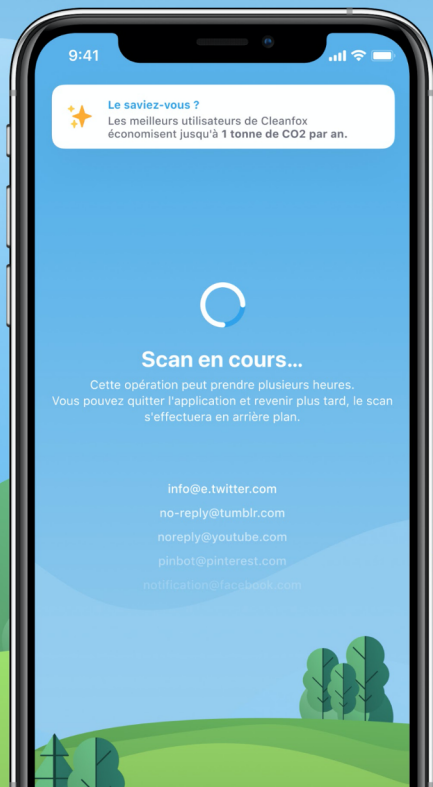 9:41
Le saviez-vous ?
Les meilleurs utilisateurs de Cleanfox
économisent jusqu'à 1 tonne de CO2 par an.
Scan en cours...
Cette opération peut prendre plusieurs heures.
Vous pouvez quitter l'application et revenir plus tard, le scan
s'effectuera en arrière plan.
info@e.twitter.com
no-reply@tumblr.com
noreply@youtube.com
pinbot@pinterest.com
notification@facebook.com